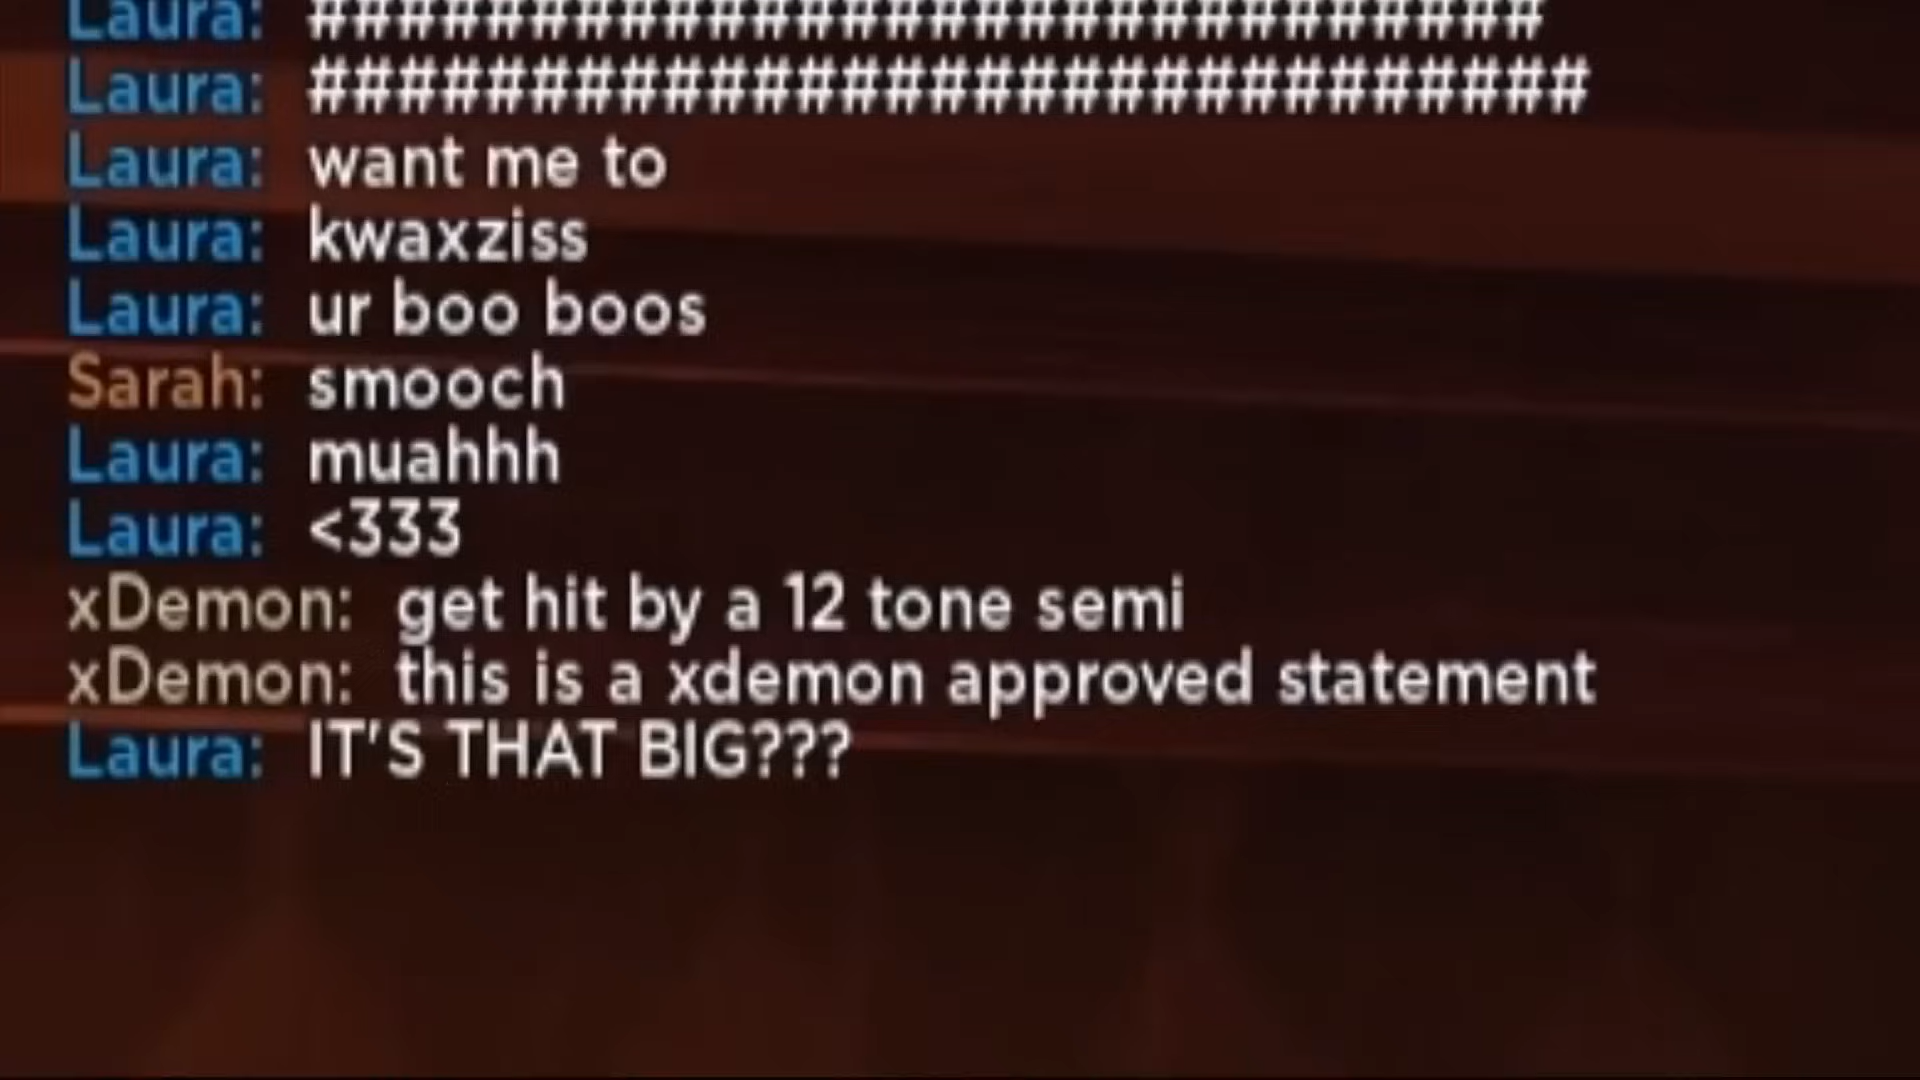 Laura: ############################
Laura: #############################
Laura: want me to
Laura: kwaxziss
Laura: ur boo boos
Sarah: smooch
Laura: muahhh
Laura: <333
xDemon: get hit by a 12 tone semi
xDemon: this is a xdemon approved statement
Laura: IT'S THAT BIG???